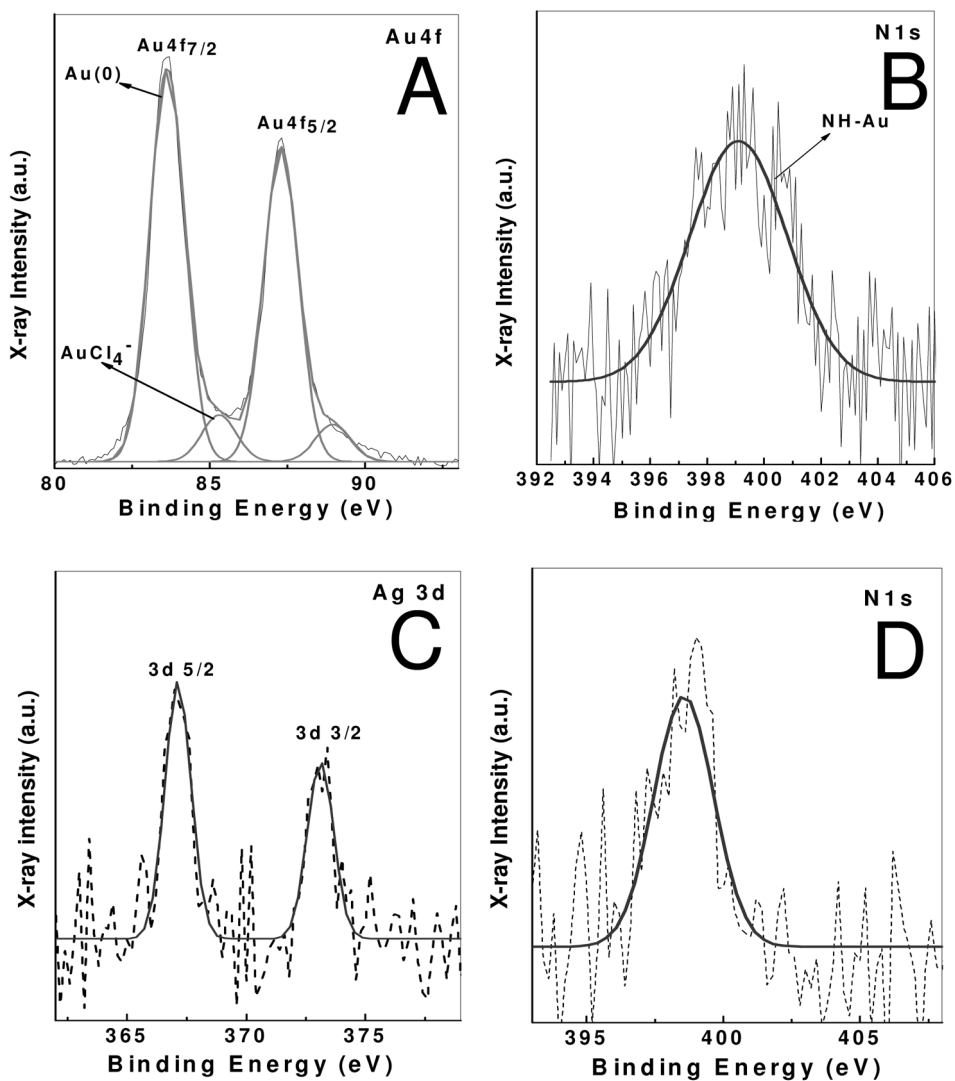 Au4f
A
Au4f7/2
Au(0)
Au4f5/2
AuCl4-
X-ray Intensity (a.u.)
80 85 90
Binding Energy (eV)
N1s
B
NH-Au
X-ray Intensity (a.u.)
392 394 396 398 400 402 404 406
Binding Energy (eV)
Ag 3d
C
3d 5/2
3d 3/2
X-ray intensity (a.u.)
365 370 375
Binding Energy (eV)
N1s
D
X-ray Intensity (a.u.)
395 400 405
Binding Energy (eV)